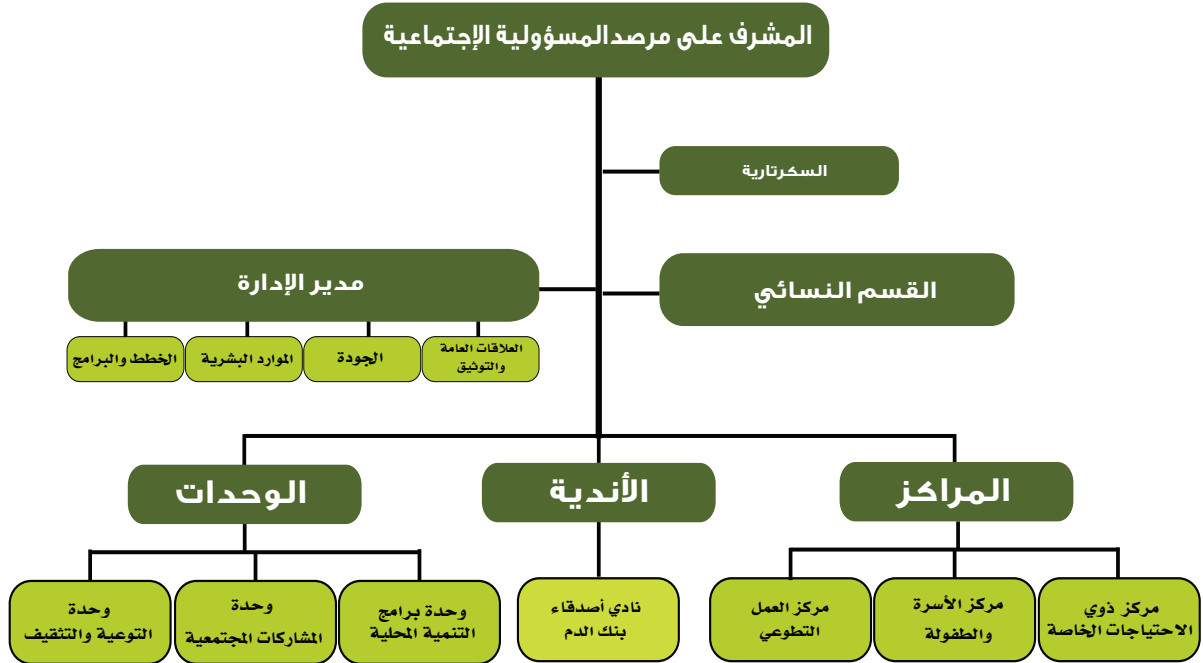 المشرف على مرصد المسؤولية الإجتماعية
السكرتارية
القسم النسائي
مدير الإدارة
العلاقات العامة
والتوثيق
الجودة
الموارد البشرية
الخطط والبرامج
المراكز
الأندية
الوحدات
مركز ذوي
الاحتياجات الخاصة
مركز الأسرة
والطفولة
مركز العمل
التطوعي
نادي أصدقاء
بنك الدم
وحدة برامج
التنمية المحلية
وحدة
المشاركات المجتمعية
وحدة
التوعية والتثقيف